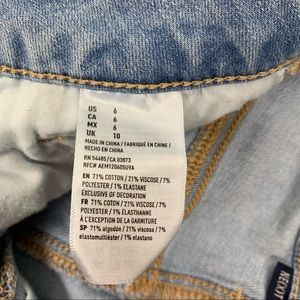 US 6
CA 6
MX 6
UK 10
MADE IN CHINA / FABRIQUÉ EN CHINE /
HECHO EN CHINA
RN 54485/CA 03873
RFC# AEM120605U9A
EN 71% COTTON / 21% VISCOSE / 7%
POLYESTER / 1% ELASTANE
EXCLUSIVE OF DECORATION
FR 71% COTON / 21% VISCOSE / 7%
POLYESTER / 1% ÉLASTHANNE
À L'EXCEPTION DE LA GARNITURE
SP 71% algodón / 21% viscosa / 7%
elastomultiéster / 1% elastano